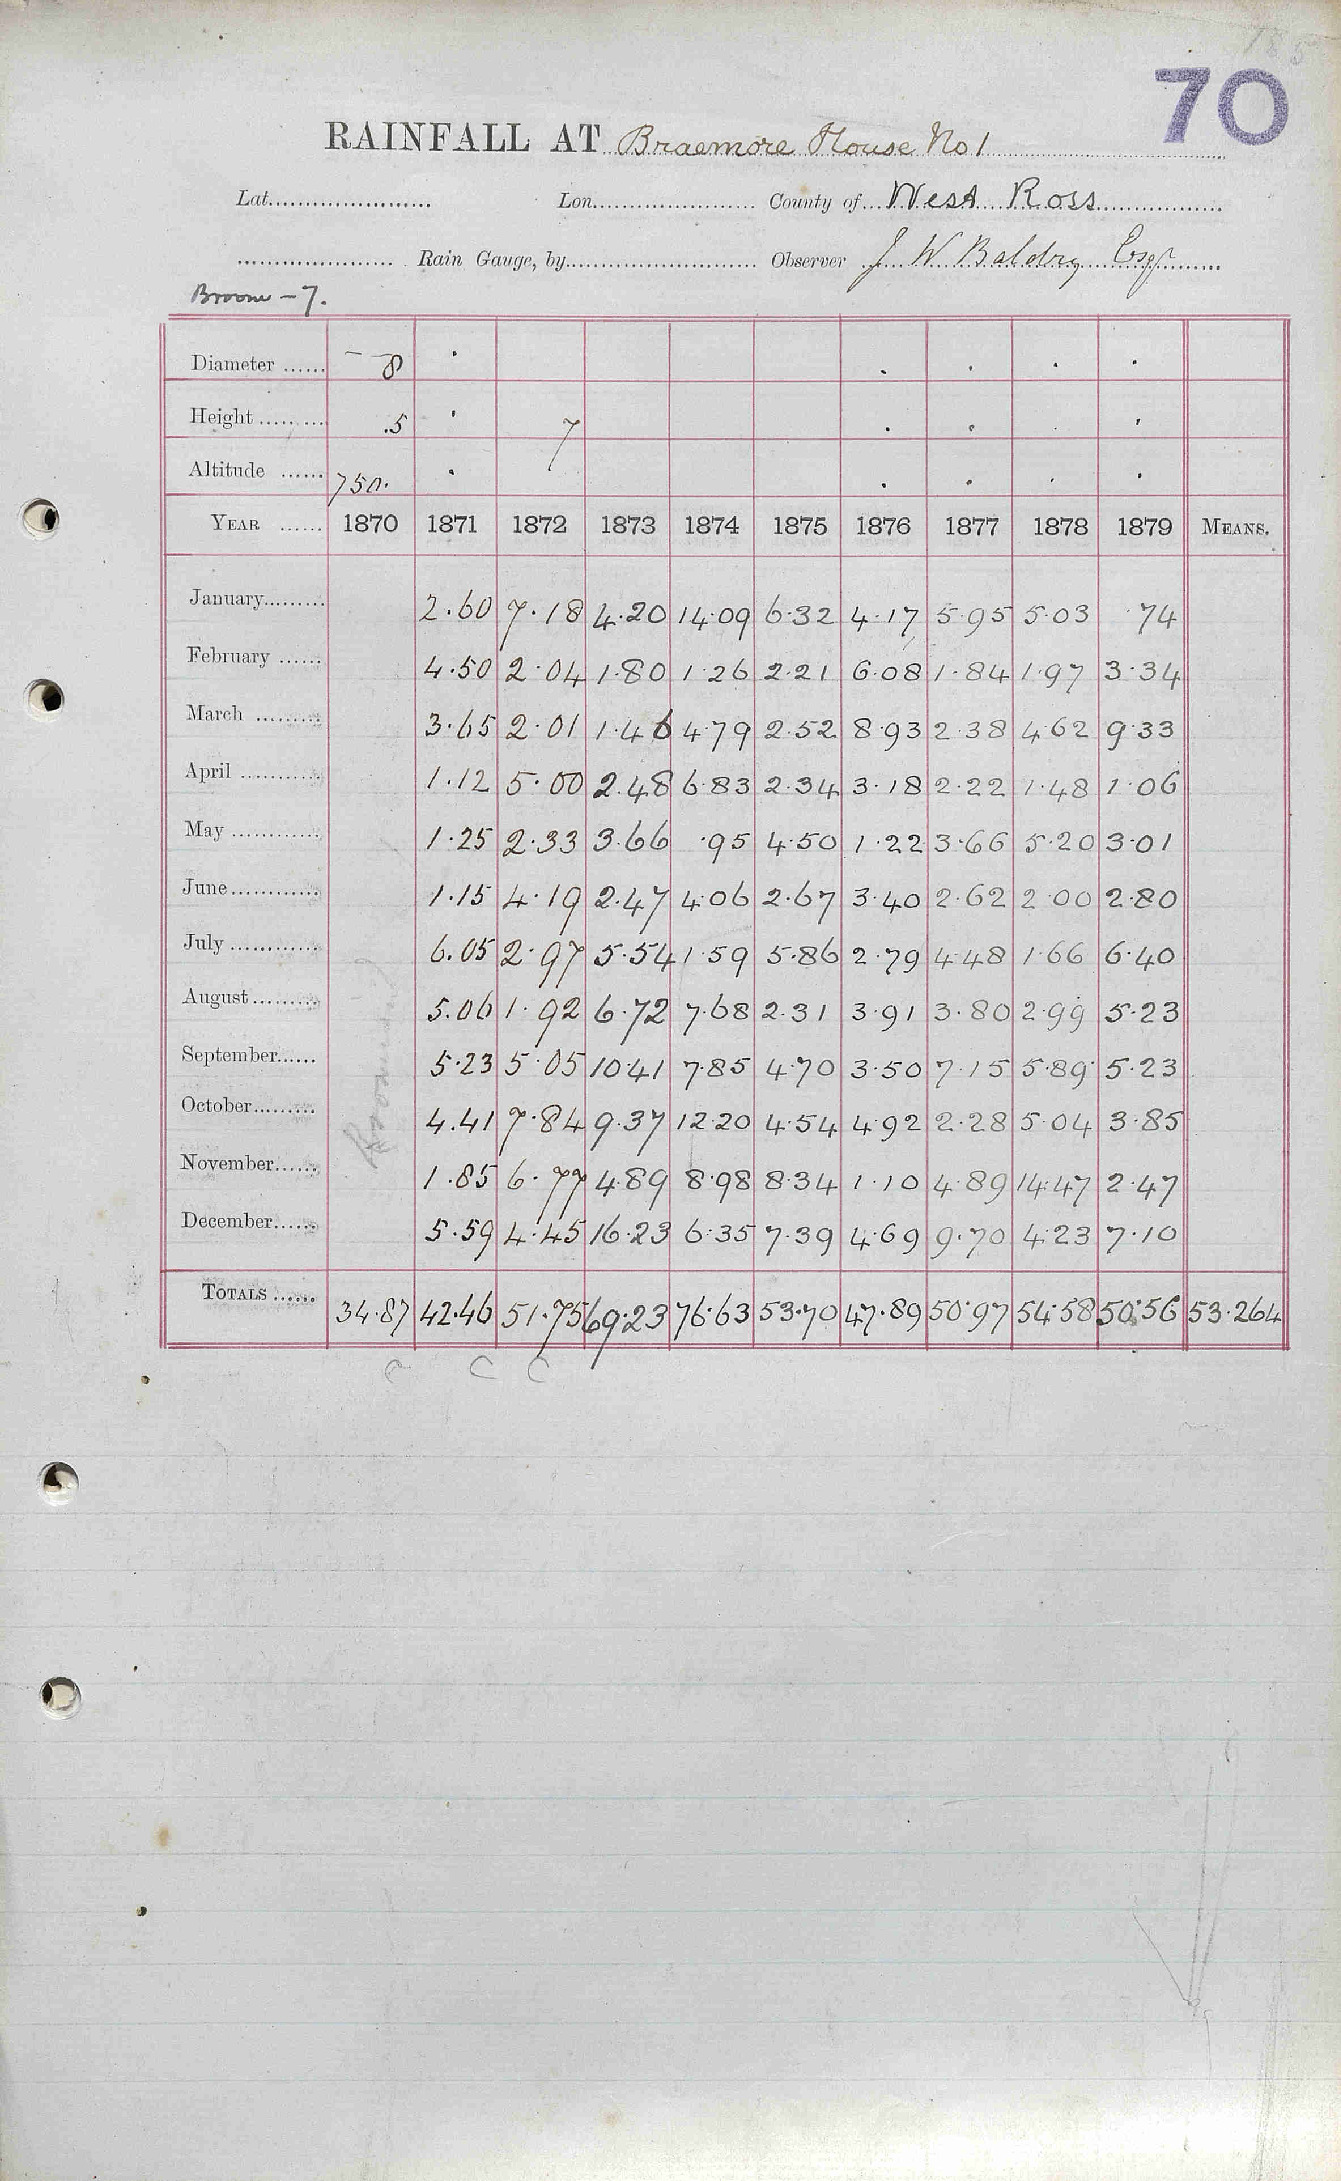 185
70
RAINFALL AT Braemore House No 1
Lat. Lon. County of West Ross
Rain Gauge, by Observer J W Baldry Esqr
Broom - 7.
Diameter 8
Height .5 7
Altitude 750.
YEAR 1870 1871 1872 1873 1874 1875 1876 1877 1878 1879 MEANS.
January 2.60 7.18 4.20 14.09 6.32 4.17 5.95 5.03 .74
February 4.50 2.04 1.80 1.26 2.21 6.08 1.84 1.97 3.34
March 3.65 2.01 1.46 4.79 2.52 8.93 2.38 4.62 9.33
April 1.12 5.00 2.48 6.83 2.34 3.18 2.22 1.48 1.06
May 1.25 2.33 3.66 .95 4.50 1.22 3.66 5.20 3.01
June 1.15 4.19 2.47 4.06 2.67 3.40 2.62 2.00 2.80
July 6.05 2.97 5.54 1.59 5.86 2.79 4.48 1.66 6.40
August 5.06 1.92 6.72 7.68 2.31 3.91 3.80 2.99 5.23
September 5.23 5.05 10.41 7.85 4.70 3.50 7.15 5.89 5.23
October 4.41 7.84 9.37 12.20 4.54 4.92 2.28 5.04 3.85
November 1.85 6.77 4.89 8.98 8.34 1.10 4.89 14.47 2.47
December 5.59 4.45 16.23 6.35 7.39 4.69 9.70 4.23 7.10
TOTALS 34.87 42.46 51.75 69.23 76.63 53.70 47.89 50.97 54.58 50.56 53.264
C C C